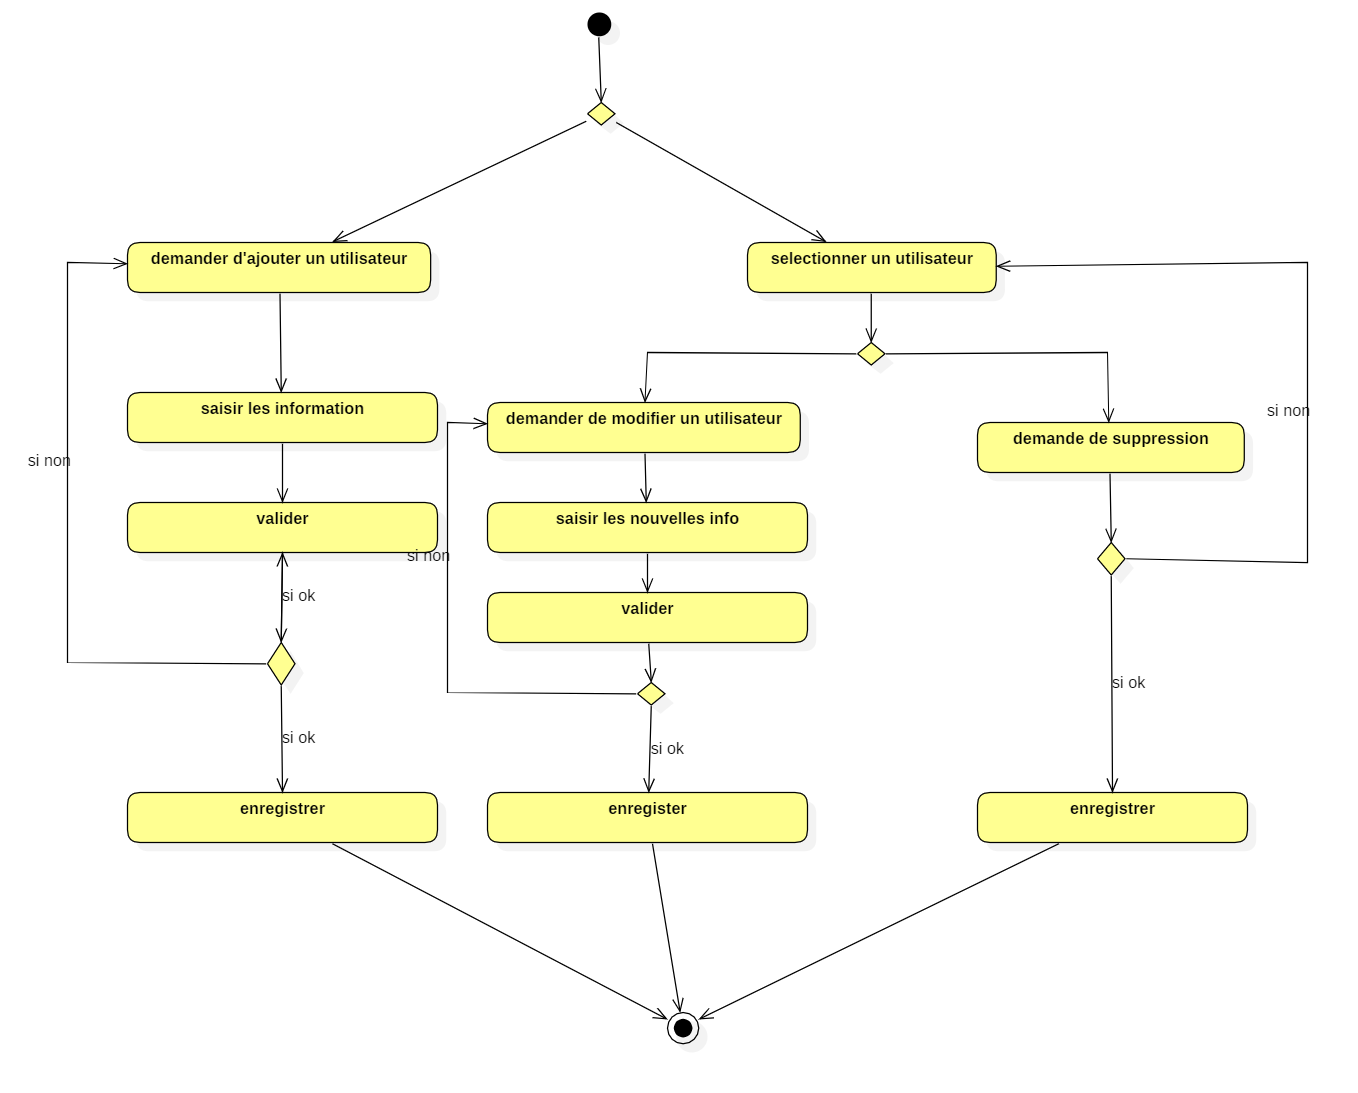 demander d'ajouter un utilisateur
selectionner un utilisateur
saisir les information
demander de modifier un utilisateur
si non
demande de suppression
si non
valider
saisir les nouvelles info
si non
si ok
valider
si ok
si ok
si ok
enregistrer
enregister
enregistrer